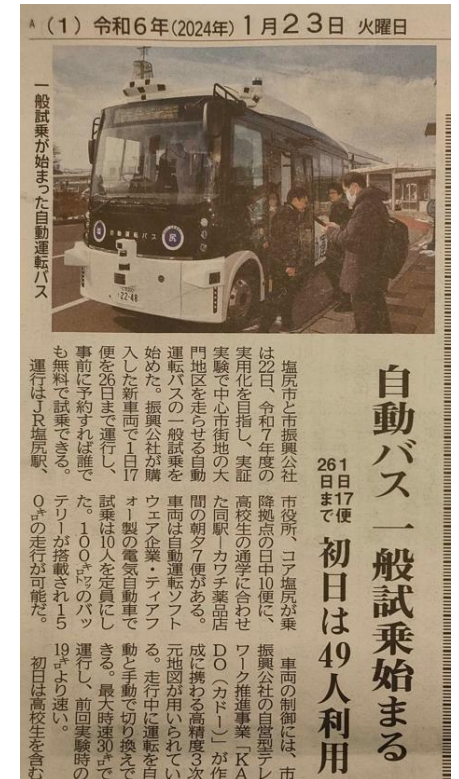 A (1) 令和6年(2024年)1月23日 火曜日
一般試乗が始まった自動運転バス
自動運転バス
尻
22-48
自動バス一般試乗始まる
1日17便
26日まで
初日は49人利用
塩尻市と市振興公社
は22日、令和7年度の
実用化を目指し、実証
実験で中心市街地の大
門地区を走らせる自動
運転バスの一般試乗を
始めた。振興公社が購
入した新車両で1日17
便を26日まで運行し、
事前に予約すれば誰で
も無料で試乗できる。
運行はJR塩尻駅、
市役所、コア塩尻が乗
降拠点の日中10便に、
高校生の通学に合わせ
た同駅―カワチ薬品店
間の朝夕7便がある。
車両は自動運転ソフト
ウェア企業・ティアフ
ォー製の電気自動車で
試乗は10人を定員にし
た。100キロワットのバッ
テリーが搭載され15
0キロの走行が可能だ。
車両の制御には、市
振興公社の自営型テレ
ワーク推進事業「KA
DO(カドー)」が作
成に携わる高精度3次
元地図が用いられてい
る。走行中に運転を自
動と手動で切り換えで
きる。最大時速30キロで
運行し、前回実験時の
19キロより速い。
初日は高校生を含む